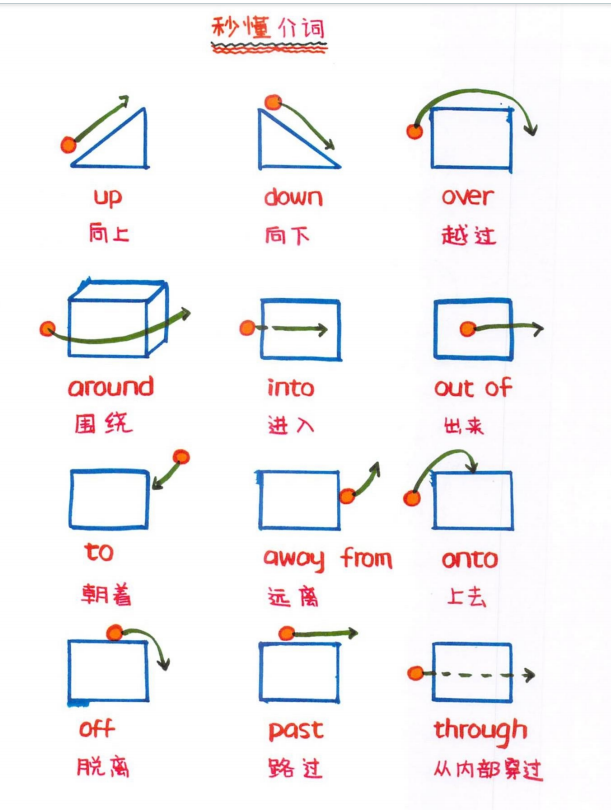 秒懂介词
up down over
向上 向下 越过
around into out of
围绕 进入 出来
to away from onto
朝着 远离 上去
off past through
脱离 路过 从内部穿过